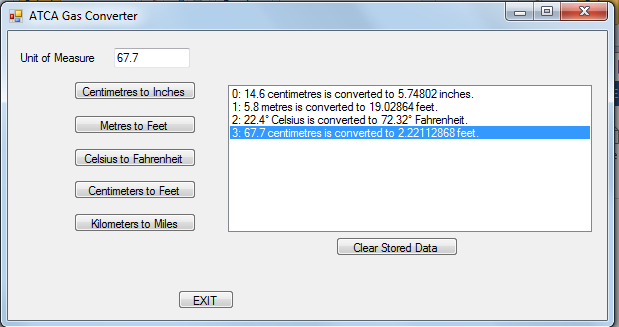 ATCA Gas Converter
Unit of Measure 67.7
Centimetres to Inches
Metres to Feet
Celsius to Fahrenheit
Centimeters to Feet
Kilometers to Miles
0: 14.6 centimetres is converted to 5.74802 inches.
1: 5.8 metres is converted to 19.02864 feet.
2: 22.4° Celsius is converted to 72.32° Fahrenheit.
3: 67.7 centimetres is converted to 2.22112868 feet.
Clear Stored Data
EXIT